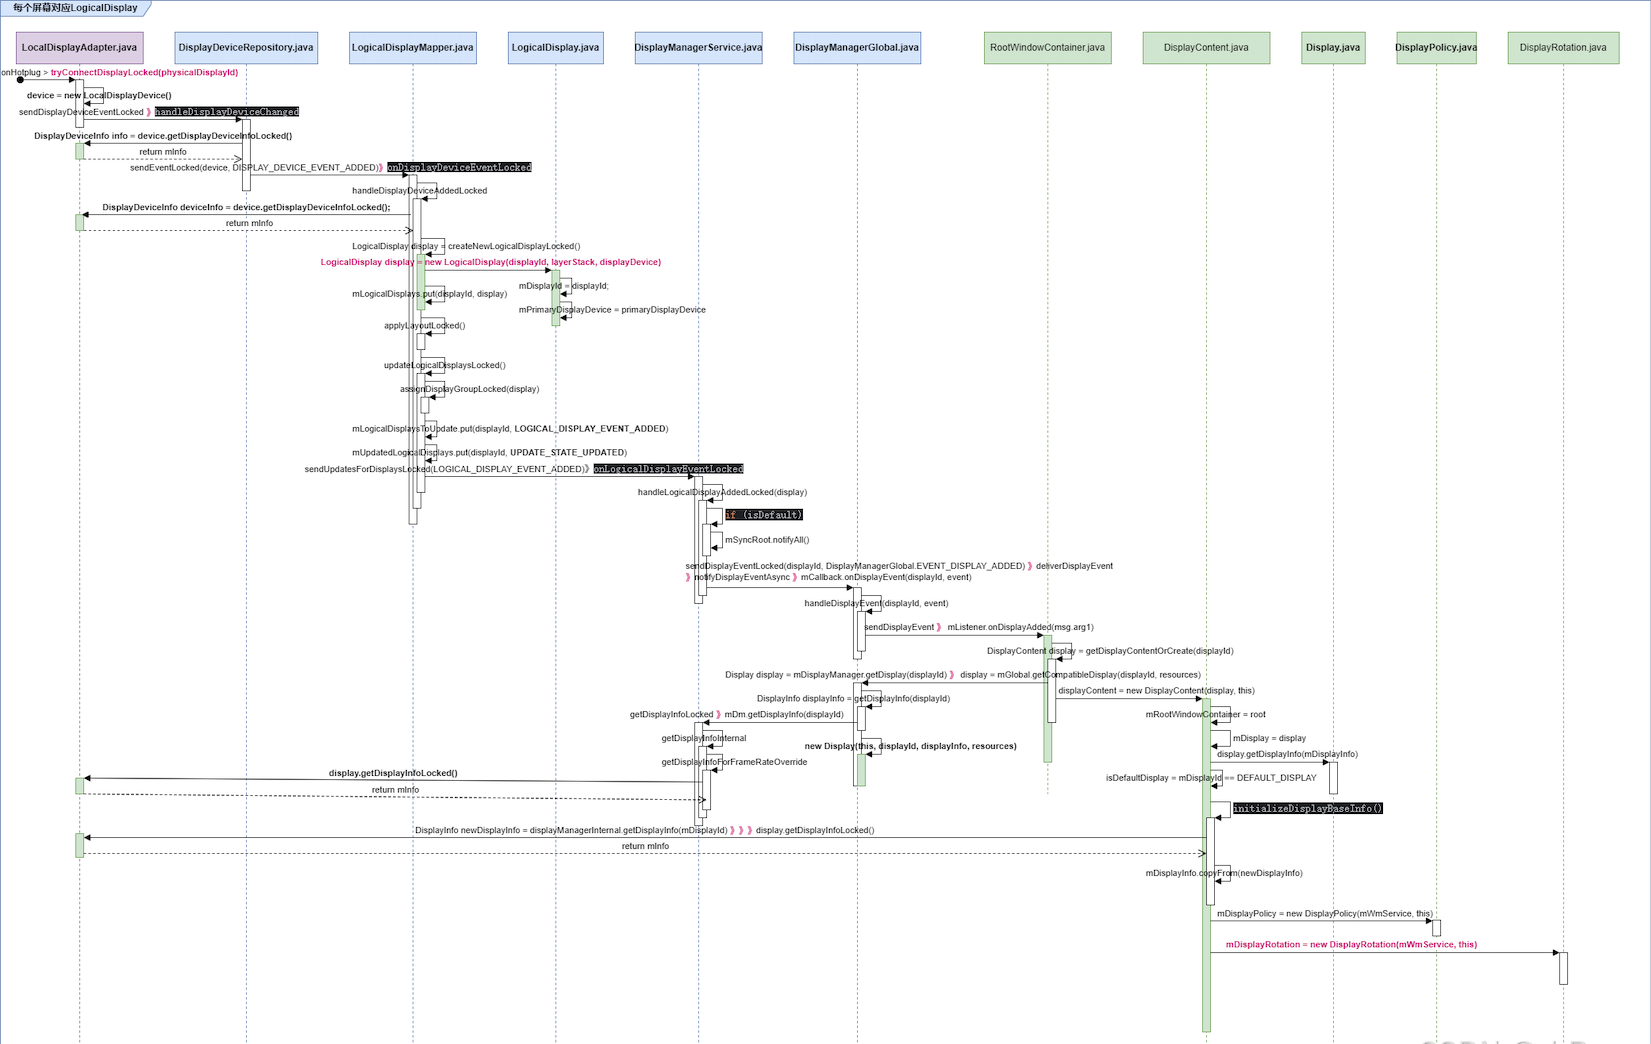 每个屏幕对应LogicalDisplay
LocalDisplayAdapter.java
DisplayDeviceRepository.java
LogicalDisplayMapper.java
LogicalDisplay.java
DisplayManagerService.java
DisplayManagerGlobal.java
RootWindowContainer.java
DisplayContent.java
Display.java
DisplayPolicy.java
DisplayRotation.java
onHotplug > tryConnectDisplayLocked(physicalDisplayId)
device = new LocalDisplayDevice()
sendDisplayDeviceEventLocked 》 handleDisplayDeviceChanged
DisplayDeviceInfo info = device.getDisplayDeviceInfoLocked()
return mInfo
sendEventLocked(device, DISPLAY_DEVICE_EVENT_ADDED)》 onDisplayDeviceEventLocked
handleDisplayDeviceAddedLocked
DisplayDeviceInfo deviceInfo = device.getDisplayDeviceInfoLocked();
return mInfo
LogicalDisplay display = createNewLogicalDisplayLocked()
LogicalDisplay display = new LogicalDisplay(displayId, layerStack, displayDevice)
mDisplayId = displayId;
mLogicalDisplays.put(displayId, display)
mPrimaryDisplayDevice = primaryDisplayDevice
applyLayoutLocked()
updateLogicalDisplaysLocked()
assignDisplayGroupLocked(display)
mLogicalDisplaysToUpdate.put(displayId, LOGICAL_DISPLAY_EVENT_ADDED)
mUpdatedLogicalDisplays.put(displayId, UPDATE_STATE_UPDATED)
sendUpdatesForDisplaysLocked(LOGICAL_DISPLAY_EVENT_ADDED)》 onLogicalDisplayEventLocked
handleLogicalDisplayAddedLocked(display)
if (isDefault)
mSyncRoot.notifyAll()
sendDisplayEventLocked(displayId, DisplayManagerGlobal.EVENT_DISPLAY_ADDED) 》 deliverDisplayEvent
》 notifyDisplayEventAsync 》 mCallback.onDisplayEvent(displayId, event)
handleDisplayEvent(displayId, event)
sendDisplayEvent 》 mListener.onDisplayAdded(msg.arg1)
DisplayContent display = getDisplayContentOrCreate(displayId)
Display display = mDisplayManager.getDisplay(displayId) 》 display = mGlobal.getCompatibleDisplay(displayId, resources)
displayContent = new DisplayContent(display, this)
DisplayInfo displayInfo = getDisplayInfo(displayId)
getDisplayInfoLocked 》 mDm.getDisplayInfo(displayId)
mRootWindowContainer = root
getDisplayInfoInternal
mDisplay = display
new Display(this, displayId, displayInfo, resources)
display.getDisplayInfo(mDisplayInfo)
getDisplayInfoForFrameRateOverride
display.getDisplayInfoLocked()
isDefaultDisplay = mDisplayId == DEFAULT_DISPLAY
return mInfo
initializeDisplayBaseInfo()
DisplayInfo newDisplayInfo = displayManagerInternal.getDisplayInfo(mDisplayId) 》 》 》 display.getDisplayInfoLocked()
return mInfo
mDisplayInfo.copyFrom(newDisplayInfo)
mDisplayPolicy = new DisplayPolicy(mWmService, this)
mDisplayRotation = new DisplayRotation(mWmService, this)